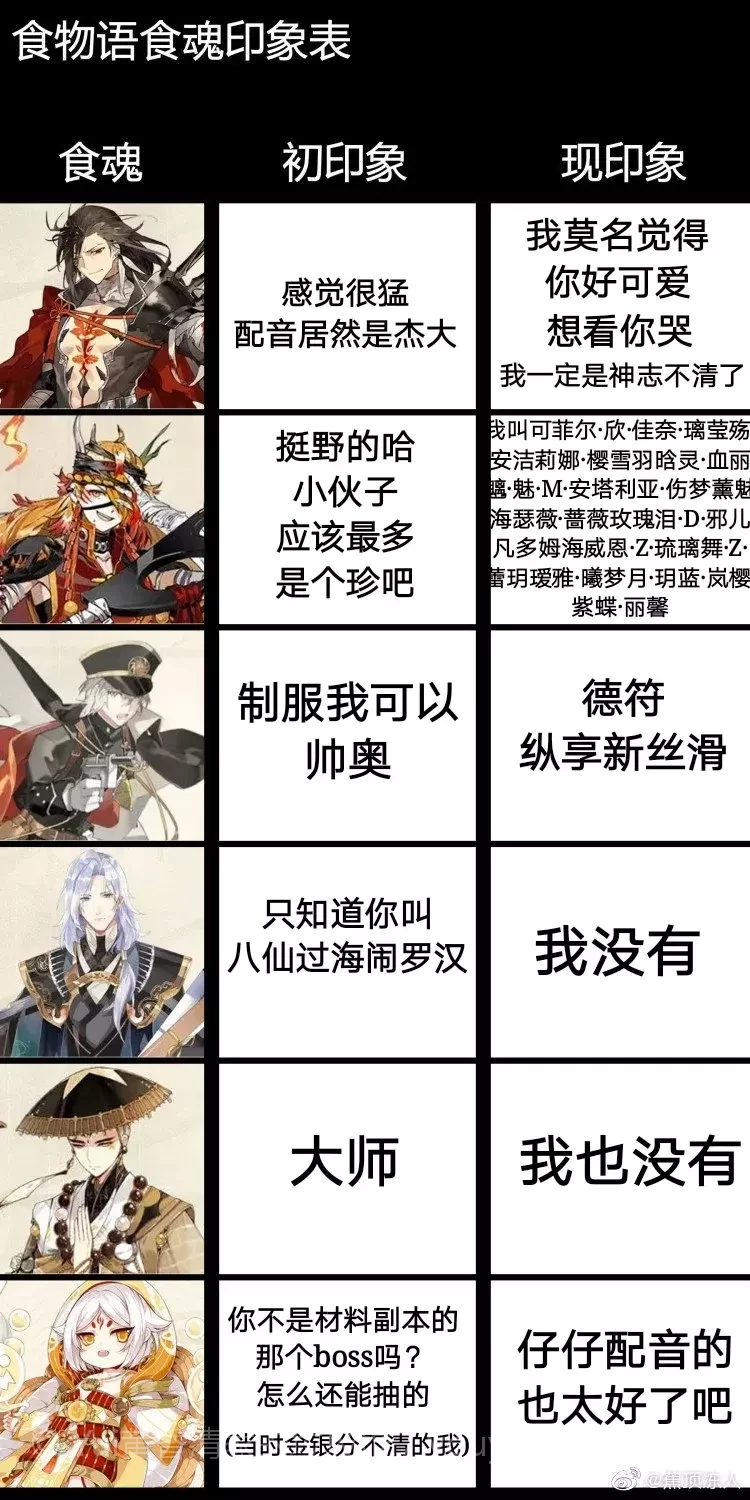 食物语食魂印象表
食魂
初印象
现印象
感觉很猛
配音居然是杰大
我莫名觉得
你好可爱
想看你哭
我一定是神志不清了
挺野的哈
小伙子
应该最多
是个珍吧
我叫可菲尔·欣·佳奈·璃莹殇
安洁莉娜·樱雪羽晗灵·血丽
魑·魅·M·安塔利亚·伤梦薰魅
海瑟薇·蔷薇玫瑰泪·D·邪儿
凡多姆海威恩·Z·琉璃舞·Z·
蕾玥瑷雅·曦梦月·玥蓝·岚樱
紫蝶·丽馨
制服我可以
帅奥
德芙
纵享新丝滑
只知道你叫
八仙过海闹罗汉
我没有
大师
我也没有
你不是材料副本的
那个boss吗？
怎么还能抽的
(当时金银分不清的我)
仔仔配音的
也太好了吧
@蕉顶冻人